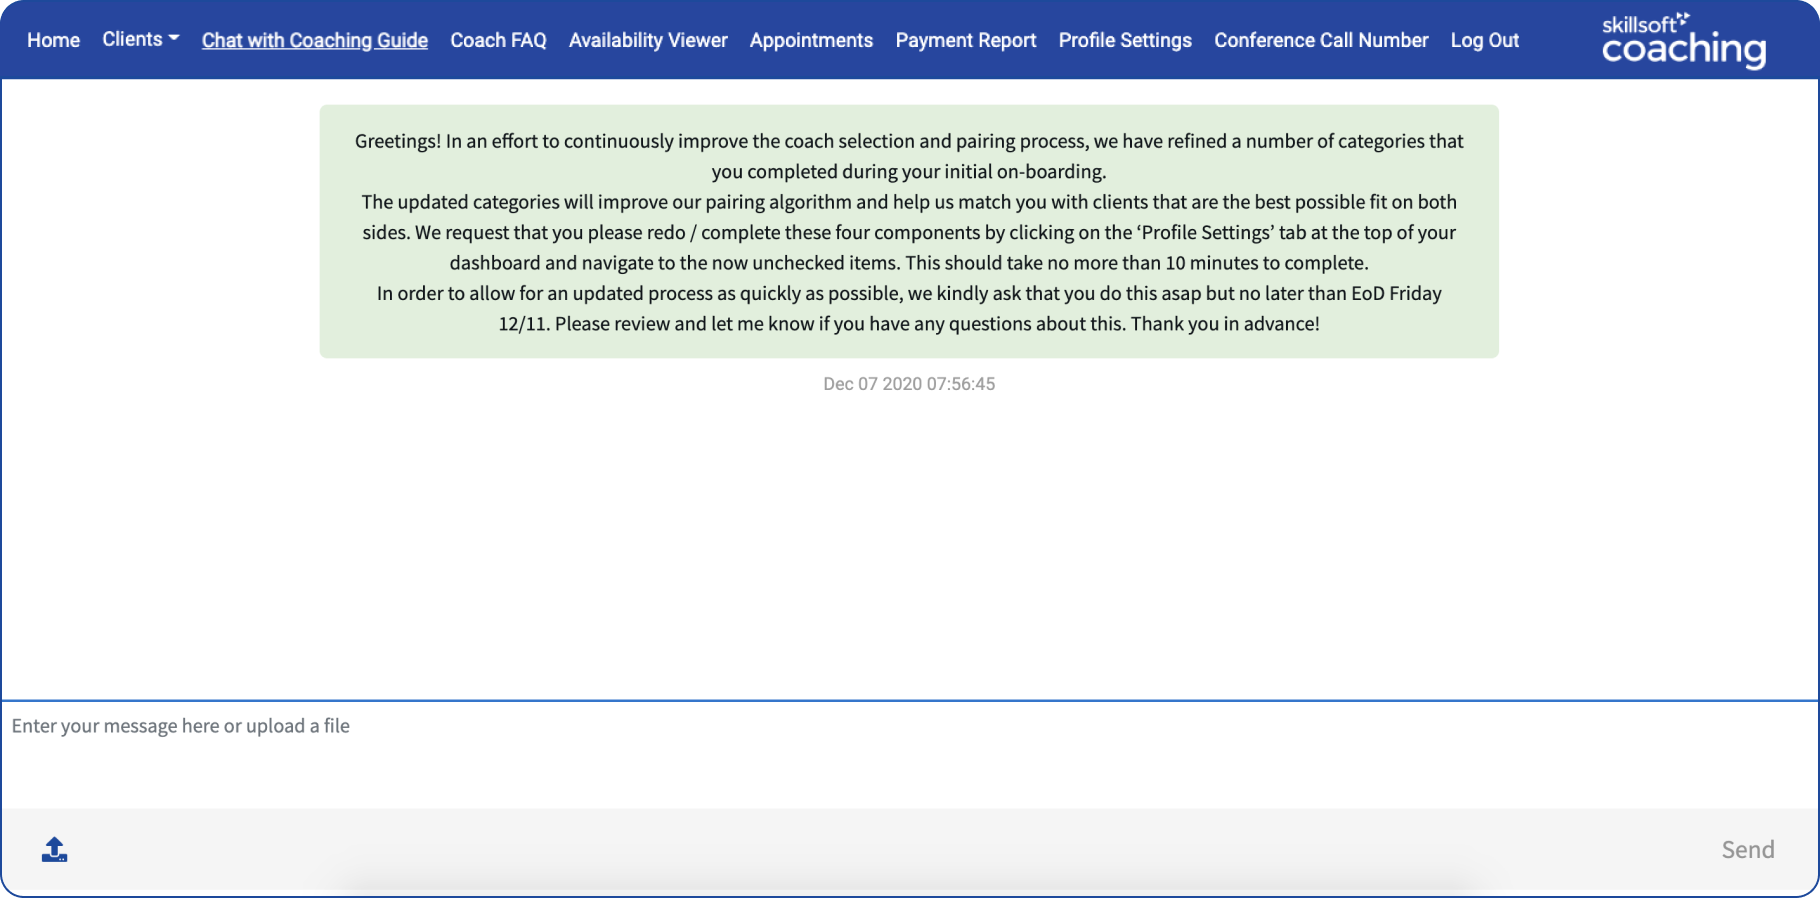 Home Clients Chat with Coaching Guide Coach FAQ Availability Viewer Appointments Payment Report Profile Settings Conference Call Number Log Out
skillsoft
coaching
Greetings! In an effort to continuously improve the coach selection and pairing process, we have refined a number of categories that
you completed during your initial on-boarding.
The updated categories will improve our pairing algorithm and help us match you with clients that are the best possible fit on both
sides. We request that you please redo / complete these four components by clicking on the ‘Profile Settings’ tab at the top of your
dashboard and navigate to the now unchecked items. This should take no more than 10 minutes to complete.
In order to allow for an updated process as quickly as possible, we kindly ask that you do this asap but no later than EoD Friday
12/11. Please review and let me know if you have any questions about this. Thank you in advance!
Dec 07 2020 07:56:45
Enter your message here or upload a file
Send